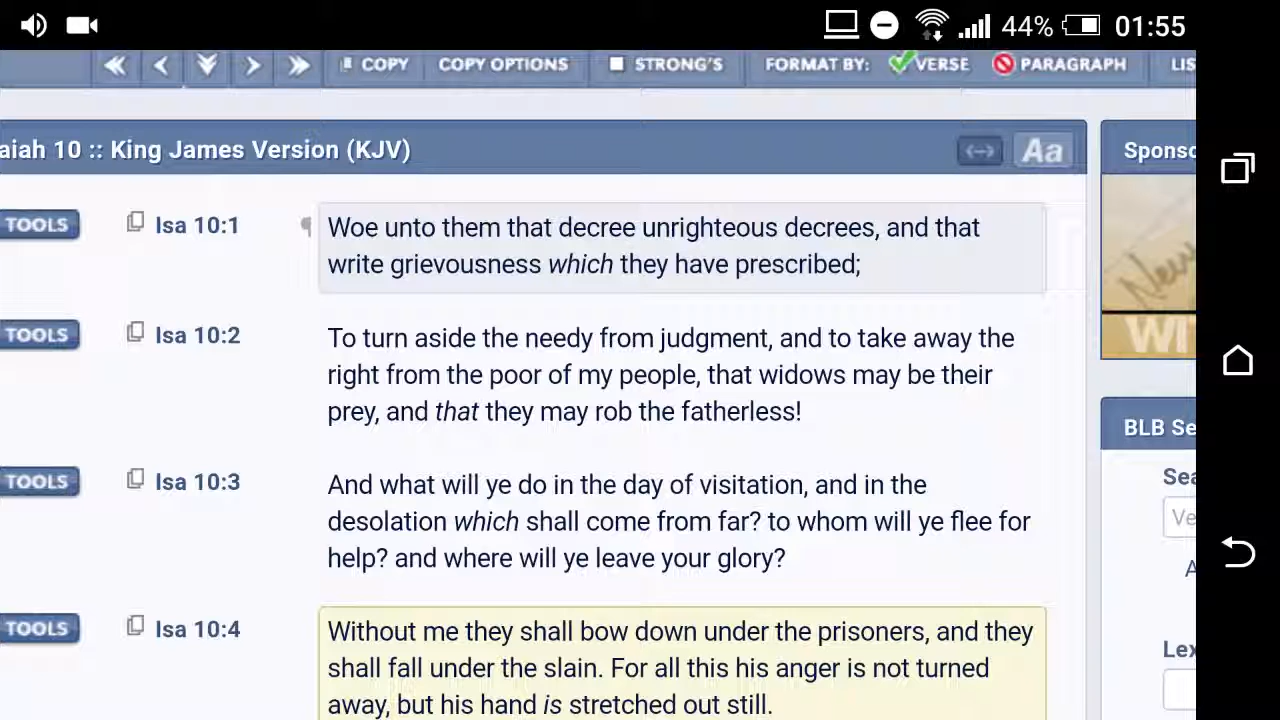 44% 01:55
COPY COPY OPTIONS STRONG'S FORMAT BY: VERSE PARAGRAPH LIS
aiah 10 :: King James Version (KJV) Aa Sponso
TOOLS Isa 10:1 ¶ Woe unto them that decree unrighteous decrees, and that
write grievousness which they have prescribed;
New
WI
TOOLS Isa 10:2 To turn aside the needy from judgment, and to take away the
right from the poor of my people, that widows may be their
prey, and that they may rob the fatherless!
BLB Se
TOOLS Isa 10:3 And what will ye do in the day of visitation, and in the
desolation which shall come from far? to whom will ye flee for
help? and where will ye leave your glory?
Sea
Ve
A
TOOLS Isa 10:4 Without me they shall bow down under the prisoners, and they
shall fall under the slain. For all this his anger is not turned
away, but his hand is stretched out still.
Lex